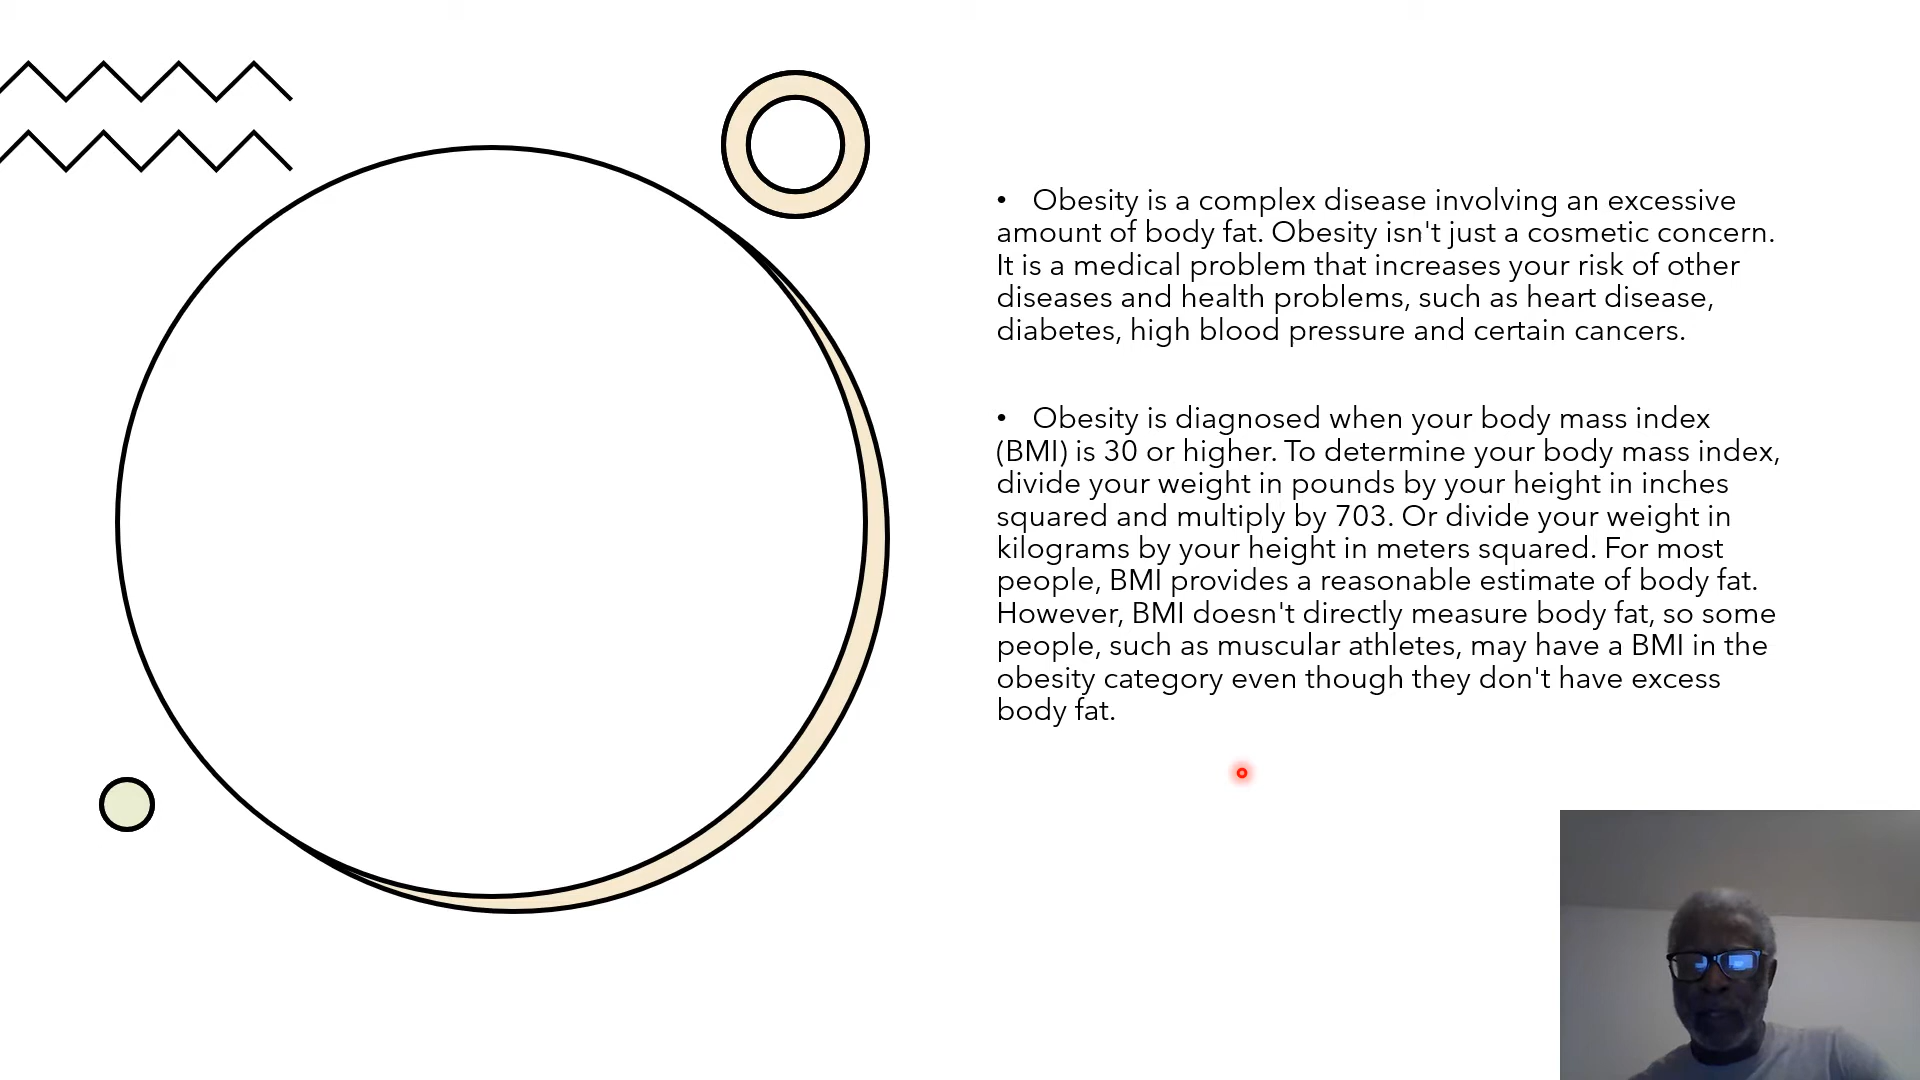 • Obesity is a complex disease involving an excessive
amount of body fat. Obesity isn't just a cosmetic concern.
It is a medical problem that increases your risk of other
diseases and health problems, such as heart disease,
diabetes, high blood pressure and certain cancers.
• Obesity is diagnosed when your body mass index
(BMI) is 30 or higher. To determine your body mass index,
divide your weight in pounds by your height in inches
squared and multiply by 703. Or divide your weight in
kilograms by your height in meters squared. For most
people, BMI provides a reasonable estimate of body fat.
However, BMI doesn't directly measure body fat, so some
people, such as muscular athletes, may have a BMI in the
obesity category even though they don't have excess
body fat.